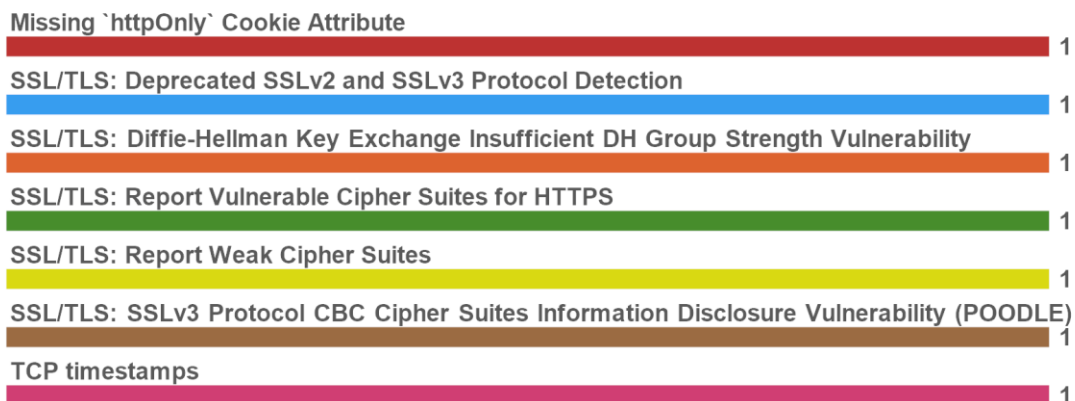 Missing `httpOnly` Cookie Attribute
1
SSL/TLS: Deprecated SSLv2 and SSLv3 Protocol Detection
1
SSL/TLS: Diffie-Hellman Key Exchange Insufficient DH Group Strength Vulnerability
1
SSL/TLS: Report Vulnerable Cipher Suites for HTTPS
1
SSL/TLS: Report Weak Cipher Suites
1
SSL/TLS: SSLv3 Protocol CBC Cipher Suites Information Disclosure Vulnerability (POODLE)
1
TCP timestamps
1